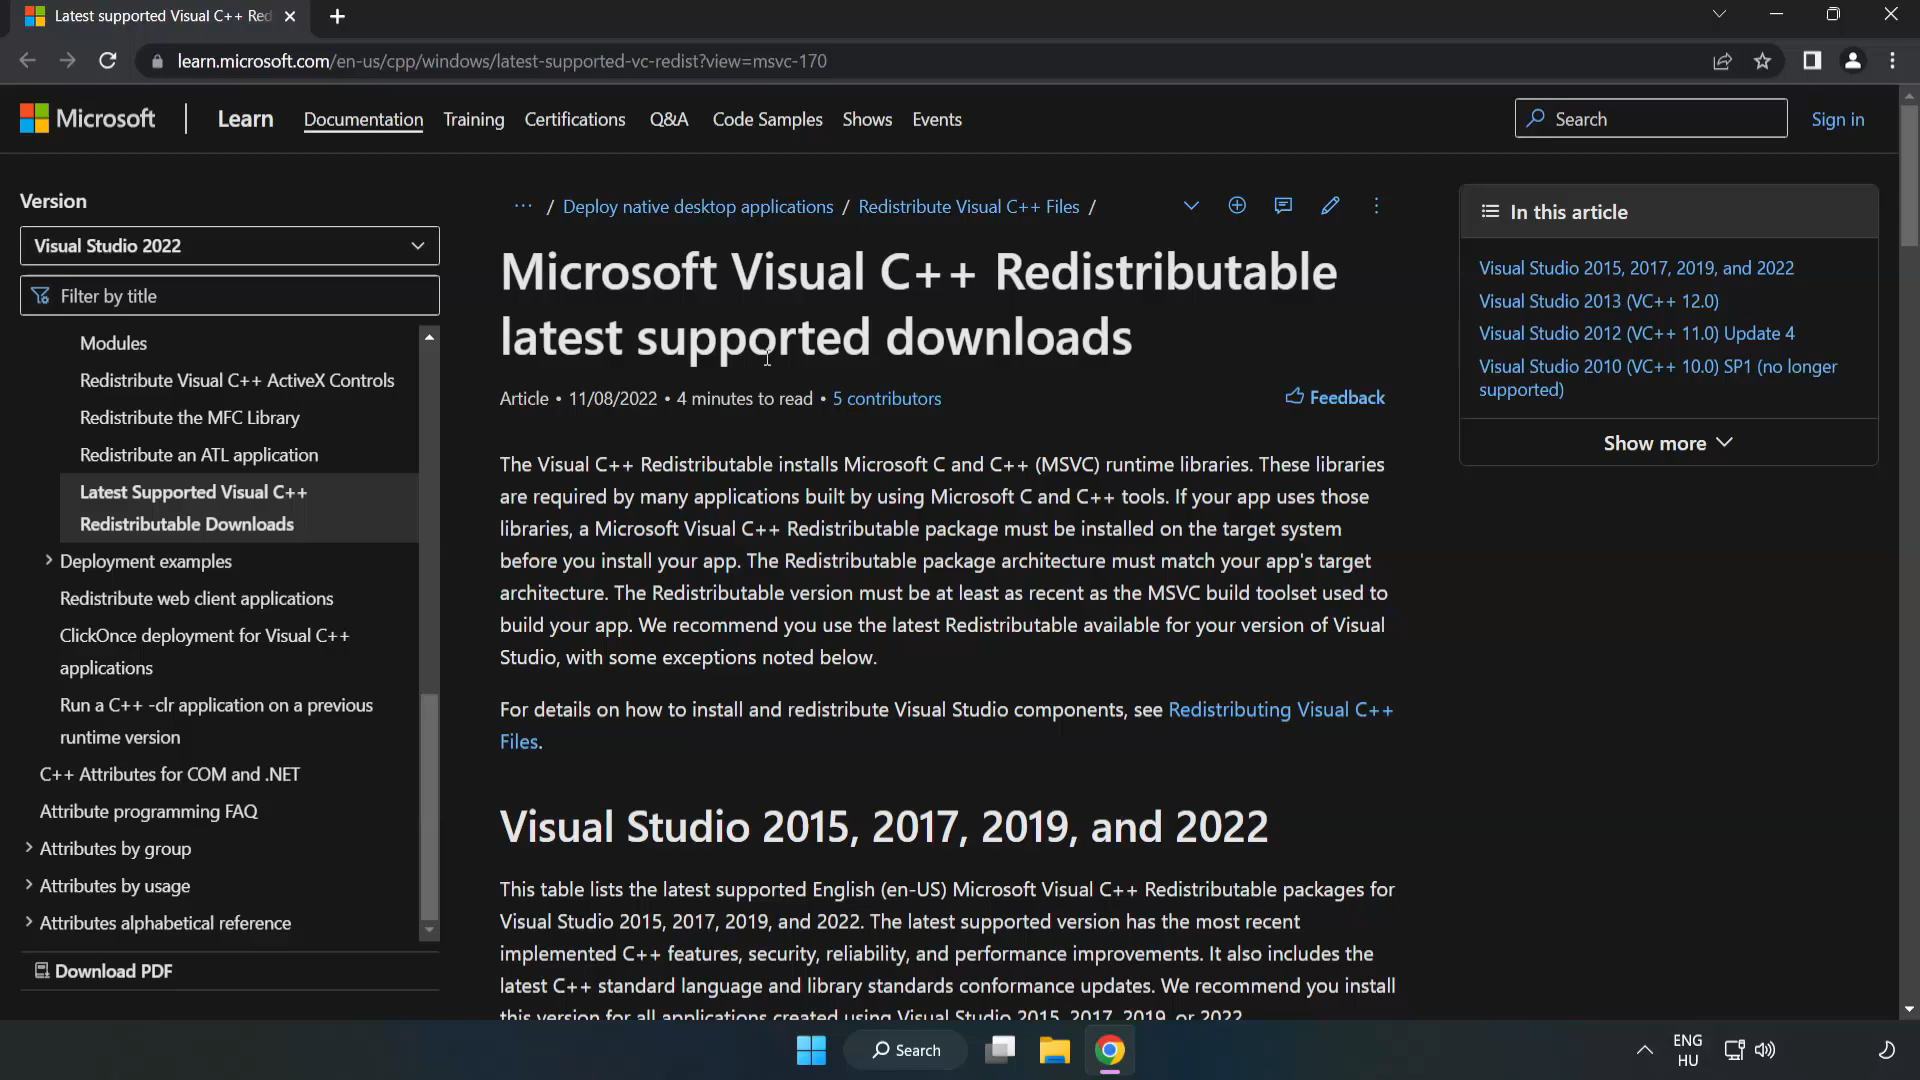 Latest supported Visual C++ Red
learn.microsoft.com/en-us/cpp/windows/latest-supported-vc-redist?view=msvc-170
Microsoft
Learn
Documentation
Training
Certifications
Q&A
Code Samples
Shows
Events
Search
Sign in
Version
Visual Studio 2022
Filter by title
Modules
Redistribute Visual C++ ActiveX Controls
Redistribute the MFC Library
Redistribute an ATL application
Latest Supported Visual C++
Redistributable Downloads
Deployment examples
Redistribute web client applications
ClickOnce deployment for Visual C++
applications
Run a C++ -clr application on a previous
runtime version
C++ Attributes for COM and .NET
Attribute programming FAQ
Attributes by group
Attributes by usage
Attributes alphabetical reference
Download PDF
... / Deploy native desktop applications / Redistribute Visual C++ Files /
Microsoft Visual C++ Redistributable
latest supported downloads
Article • 11/08/2022 • 4 minutes to read • 5 contributors
Feedback
The Visual C++ Redistributable installs Microsoft C and C++ (MSVC) runtime libraries. These libraries
are required by many applications built by using Microsoft C and C++ tools. If your app uses those
libraries, a Microsoft Visual C++ Redistributable package must be installed on the target system
before you install your app. The Redistributable package architecture must match your app's target
architecture. The Redistributable version must be at least as recent as the MSVC build toolset used to
build your app. We recommend you use the latest Redistributable available for your version of Visual
Studio, with some exceptions noted below.
For details on how to install and redistribute Visual Studio components, see Redistributing Visual C++
Files.
Visual Studio 2015, 2017, 2019, and 2022
This table lists the latest supported English (en-US) Microsoft Visual C++ Redistributable packages for
Visual Studio 2015, 2017, 2019, and 2022. The latest supported version has the most recent
implemented C++ features, security, reliability, and performance improvements. It also includes the
latest C++ standard language and library standards conformance updates. We recommend you install
this version for all applications created using Visual Studio 2015, 2017, 2019, or 2022.
In this article
Visual Studio 2015, 2017, 2019, and 2022
Visual Studio 2013 (VC++ 12.0)
Visual Studio 2012 (VC++ 11.0) Update 4
Visual Studio 2010 (VC++ 10.0) SP1 (no longer
supported)
Show more
Search
ENG
HU